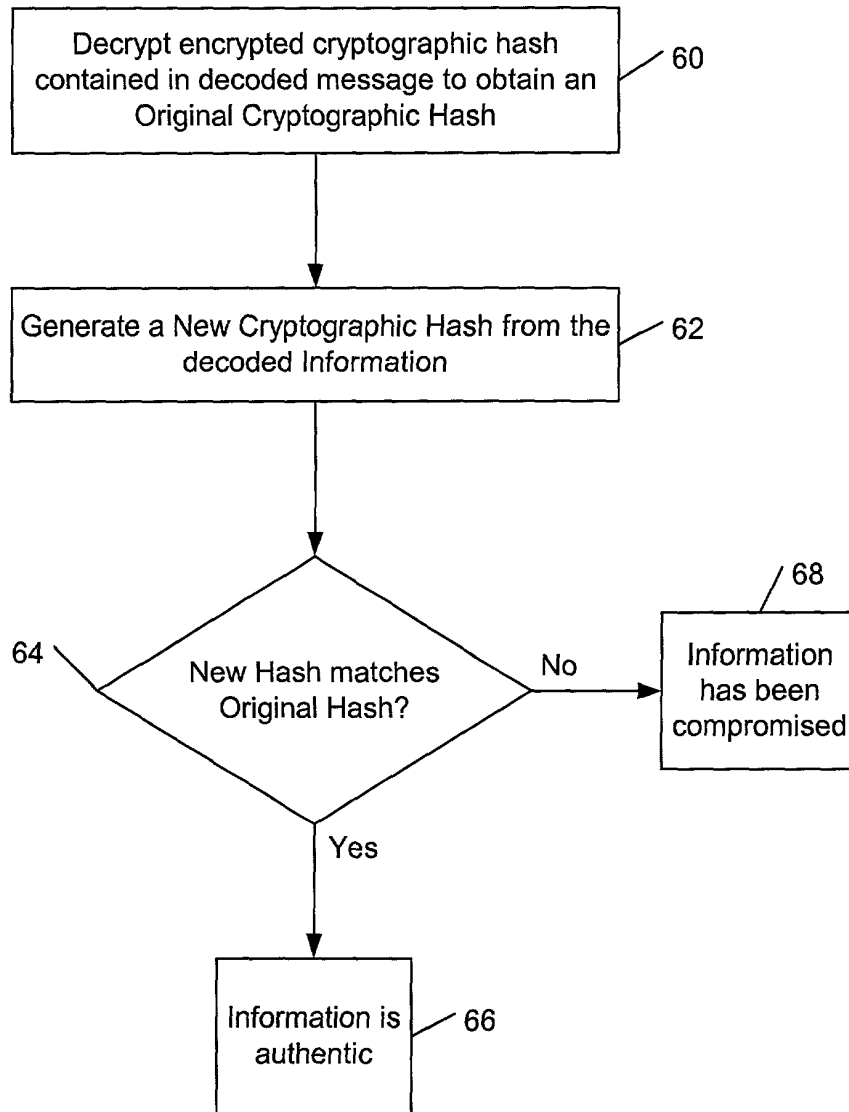 Decrypt encrypted cryptographic hash
contained in decoded message to obtain an
Original Cryptographic Hash
60
Generate a New Cryptographic Hash from the
decoded Information
62
64
New Hash matches
Original Hash?
No
68
Information
has been
compromised
Yes
Information is
authentic
66